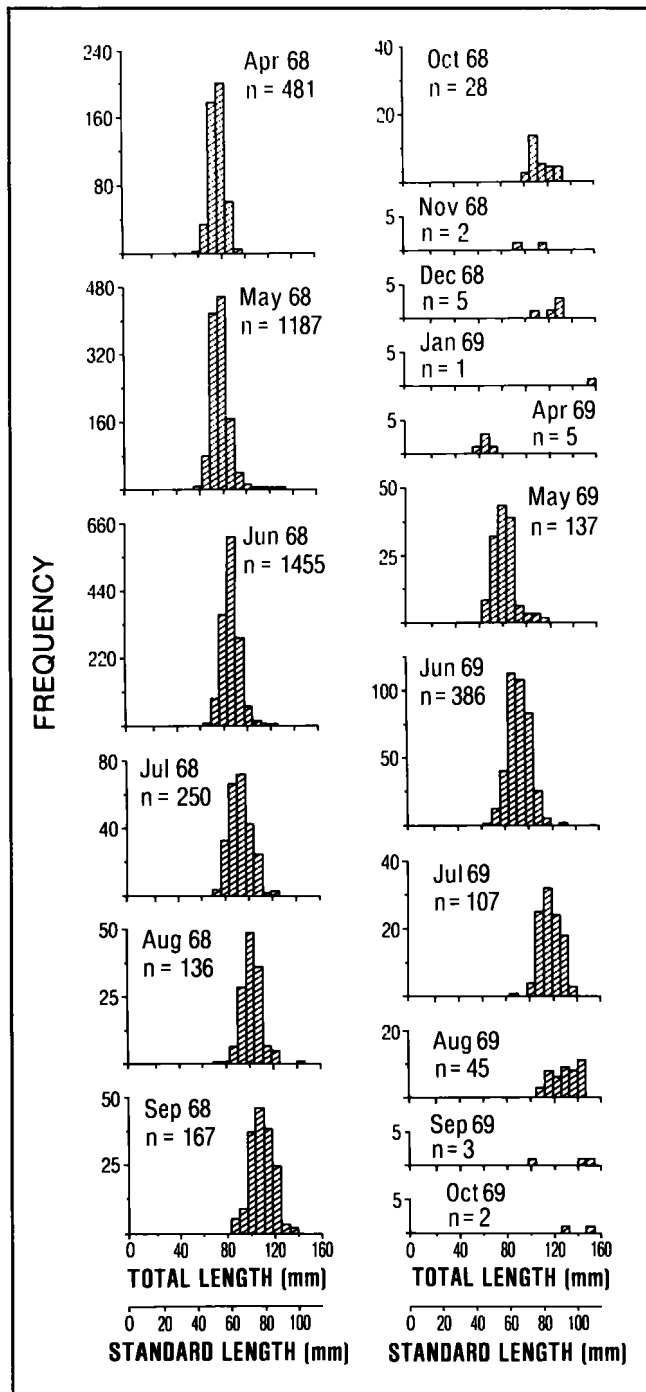 FREQUENCY
240
160
80
Apr 68
n = 481
480
320
160
May 68
n = 1187
660
440
220
Jun 68
n = 1455
80
40
Jul 68
n = 250
50
25
Aug 68
n = 136
50
25
Sep 68
n = 167
0 40 80 120 160
TOTAL LENGTH (mm)
0 20 40 60 80 100
STANDARD LENGTH (mm)
40
20
Oct 68
n = 28
5
Nov 68
n = 2
5
Dec 68
n = 5
5
Jan 69
n = 1
5
Apr 69
n = 5
50
25
May 69
n = 137
100
50
Jun 69
n = 386
40
20
Jul 69
n = 107
20
Aug 69
n = 45
5
Sep 69
n = 3
5
Oct 69
n = 2
0 40 80 120 160
TOTAL LENGTH (mm)
0 20 40 60 80 100
STANDARD LENGTH (mm)